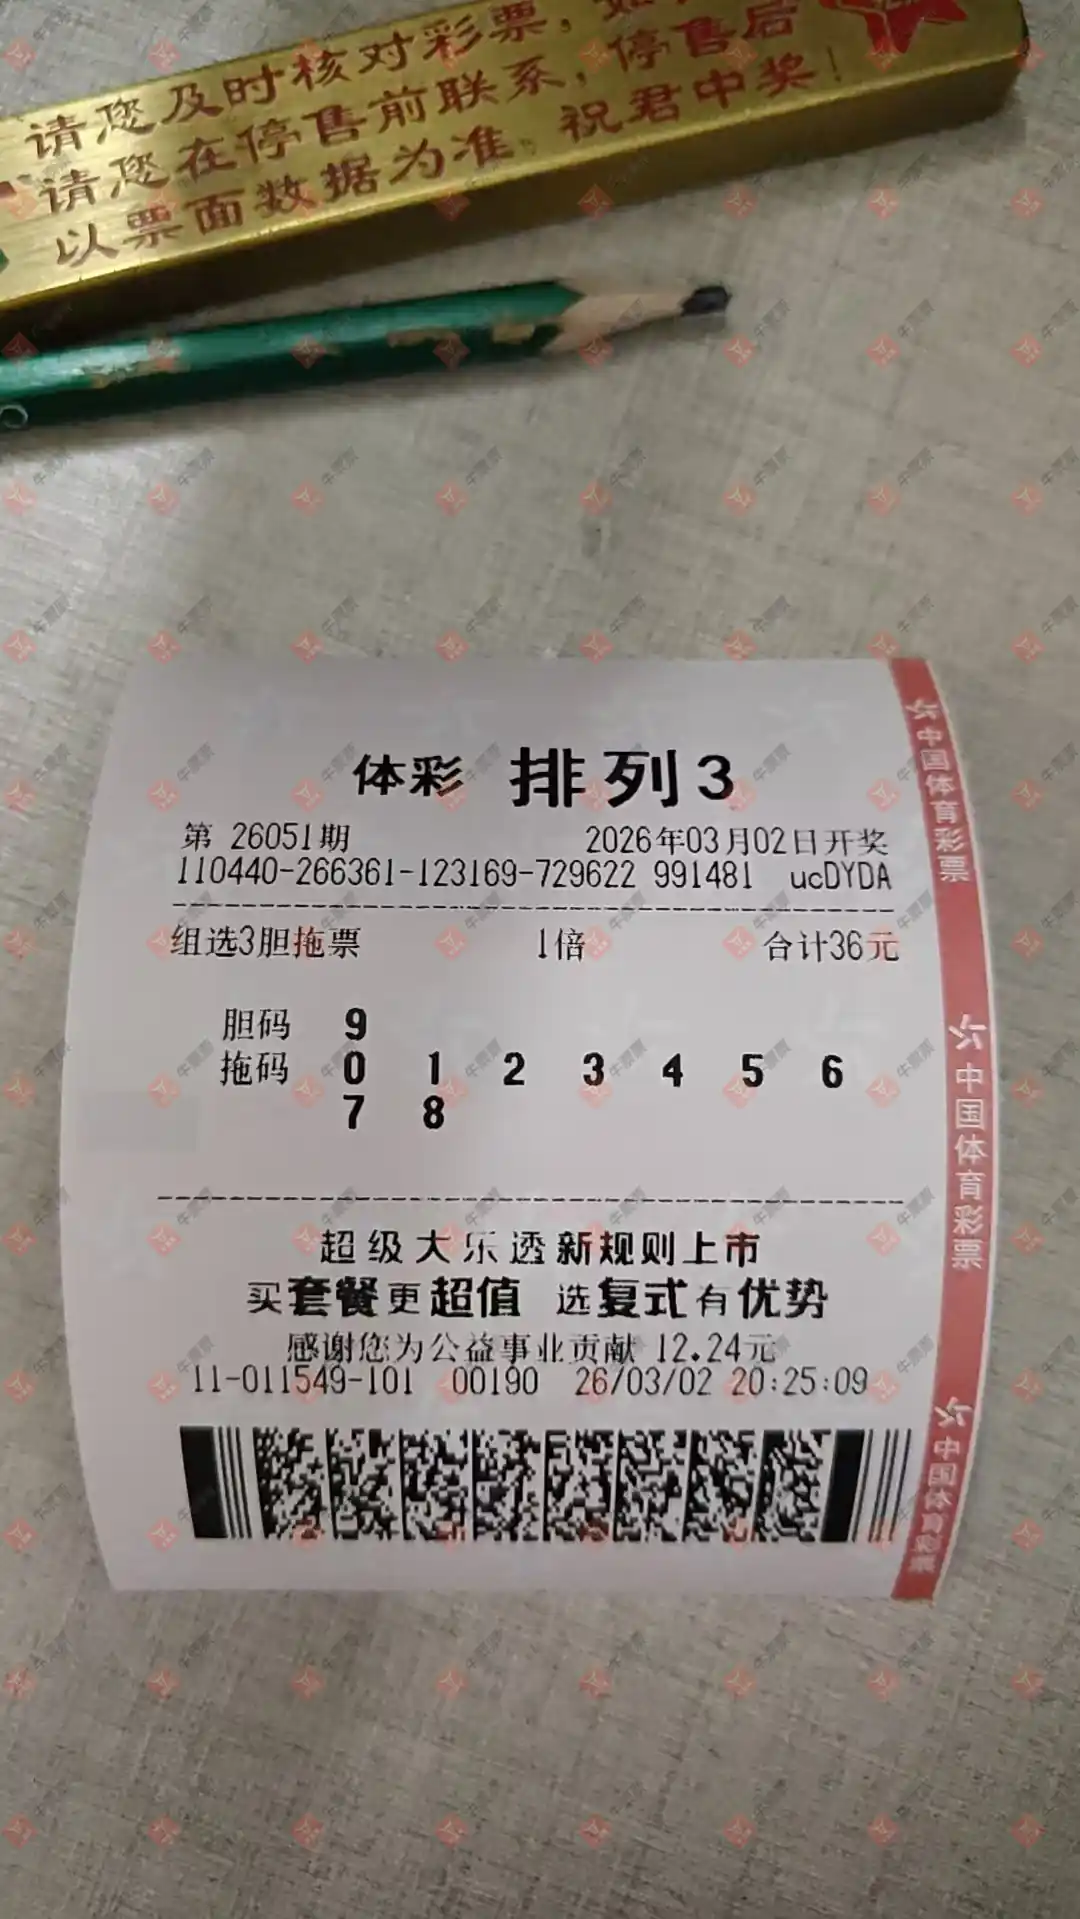 请您及时核对彩票，如
请您在停售前联系，停售后
以票面数据为准 祝君中奖！
体彩 排列3
第 26051期 2026年03月02日开奖
110440-266361-123169-729622 991481 ucDYDA
组选3胆拖票 1倍 合计36元
胆码 9
拖码 0 1 2 3 4 5 6
7 8
超级大乐透新规则上市
买套餐更超值 选复式有优势
感谢您为公益事业贡献 12.24元
11-011549-101 00190 26/03/02 20:25:09
中国体育彩票
中国体育彩票
中国体育彩票
牛票票